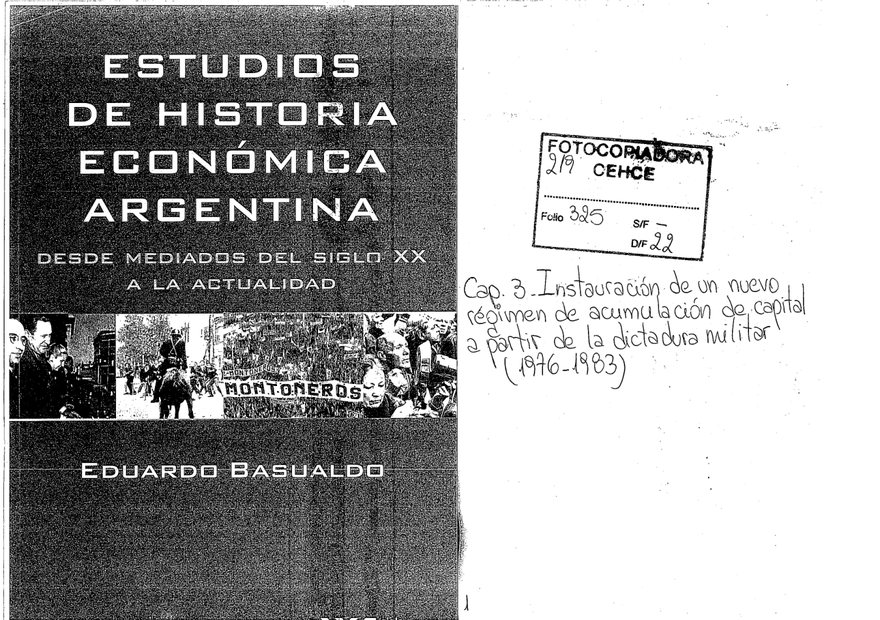 ESTUDIOS
DE HISTORIA
ECONÓMICA
ARGENTINA
DESDE MEDIADOS DEL SIGLO XX
A LA ACTUALIDAD
MONTONEROS
EDUARDO BASUALDO
FOTOCOPIADORA
219 CEHCE
Folio 325
S/F —
D/F 22
Cap. 3. Instauración de un nuevo
régimen de acumulación de capital
a partir de la dictadura militar
(1976-1983)
1